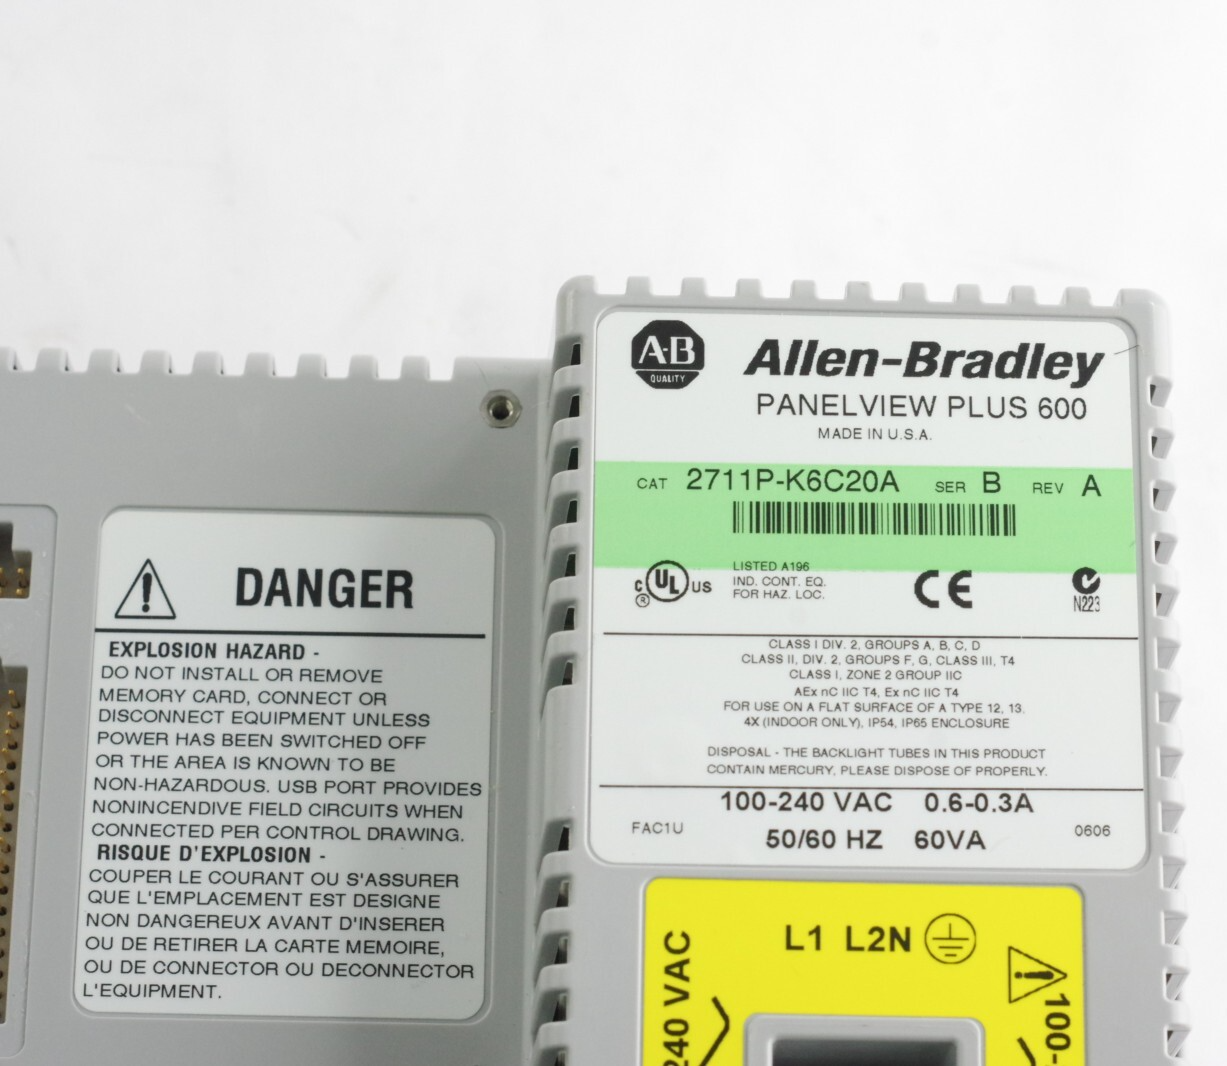 DANGER
EXPLOSION HAZARD -
DO NOT INSTALL OR REMOVE
MEMORY CARD, CONNECT OR
DISCONNECT EQUIPMENT UNLESS
POWER HAS BEEN SWITCHED OFF
OR THE AREA IS KNOWN TO BE
NON-HAZARDOUS. USB PORT PROVIDES
NONINCENDIVE FIELD CIRCUITS WHEN
CONNECTED PER CONTROL DRAWING.
RISQUE D'EXPLOSION -
COUPER LE COURANT OU S'ASSURER
QUE L'EMPLACEMENT EST DESIGNE
NON DANGEREUX AVANT D'INSERER
OU DE RETIRER LA CARTE MEMOIRE,
OU DE CONNECTOR OU DECONNECTOR
L'EQUIPMENT.
A-B
QUALITY
Allen-Bradley
PANELVIEW PLUS 600
MADE IN U.S.A.
CAT 2711P-K6C20A SER B REV A
C UL US ®
LISTED A196
IND. CONT. EQ.
FOR HAZ. LOC.
CE
N223
CLASS I DIV. 2, GROUPS A, B, C, D
CLASS II, DIV. 2, GROUPS F, G, CLASS III, T4
CLASS I, ZONE 2 GROUP IIC
AEx nC IIC T4, Ex nC IIC T4
FOR USE ON A FLAT SURFACE OF A TYPE 12, 13.
4X (INDOOR ONLY), IP54, IP65 ENCLOSURE
DISPOSAL - THE BACKLIGHT TUBES IN THIS PRODUCT
CONTAIN MERCURY, PLEASE DISPOSE OF PROPERLY.
100-240 VAC 0.6-0.3A
FAC1U 50/60 HZ 60VA 0606
L1 L2N
240 VAC
100-